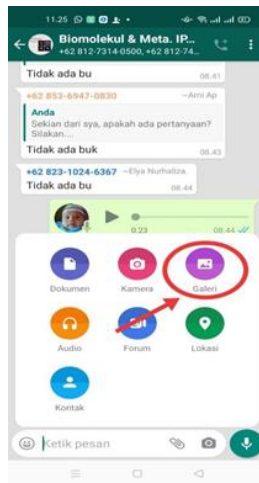 11.25
Biomolekul & Meta. IP...
+62 812-7314-0500, +62 812-74...
Tidak ada bu
08.41
+62 853-6947-0830 ~Arni Ap
Anda
Sekian dari sya, apakah ada pertanyaan?
Silakan....
Tidak ada buk
08.43
+62 823-1024-6367 ~Elya Nurhaliza
Tidak ada bu
08.44
0.23 08.44
Dokumen Kamera Galeri
Audio Forum Lokasi
Kontak
Ketik pesan